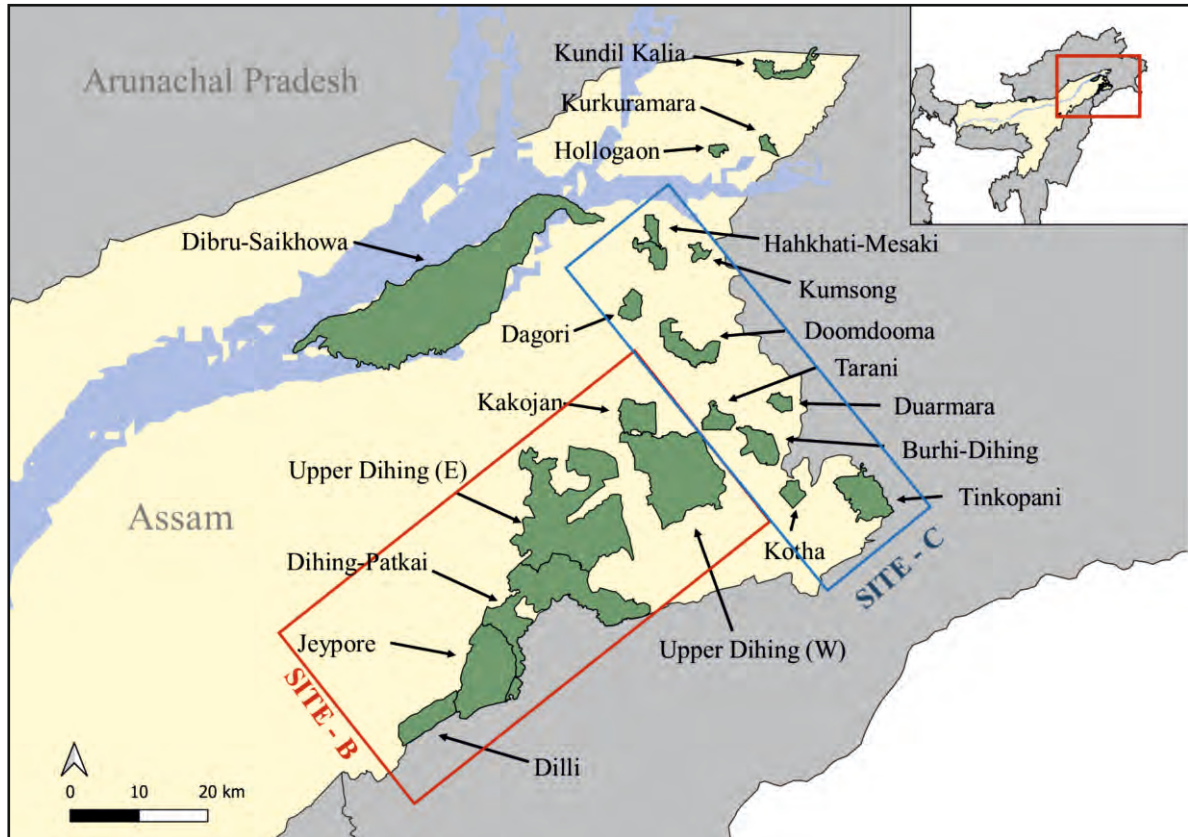 Kundil Kalia
Arunachal Pradesh
Kurkuramara
Hollogaon
Dibru-Saikhowa
Hahkhati-Mesaki
Kumsong
Dagori
Doomdooma
Tarani
Kakojan
Duarmara
Burhi-Dihing
Upper Dihing (E)
Tinkopani
Assam
Kotha
Dihing-Patkai
SITE - C
Jeypore
Upper Dihing (W)
SITE - B
Dilli
0 10 20 km